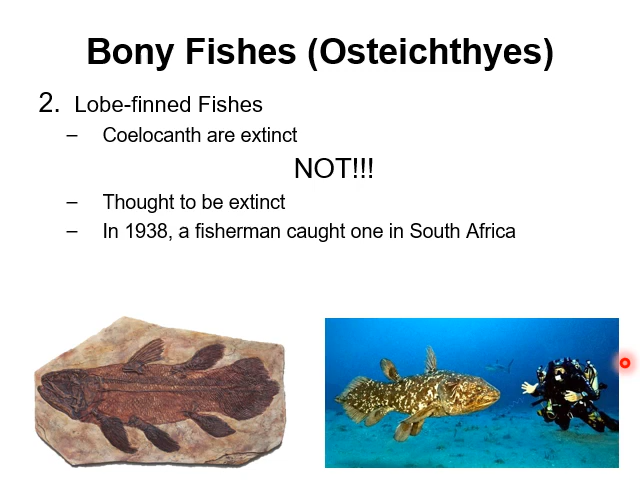 Bony Fishes (Osteichthyes)
2. Lobe-finned Fishes
– Coelocanth are extinct
NOT!!!
– Thought to be extinct
– In 1938, a fisherman caught one in South Africa